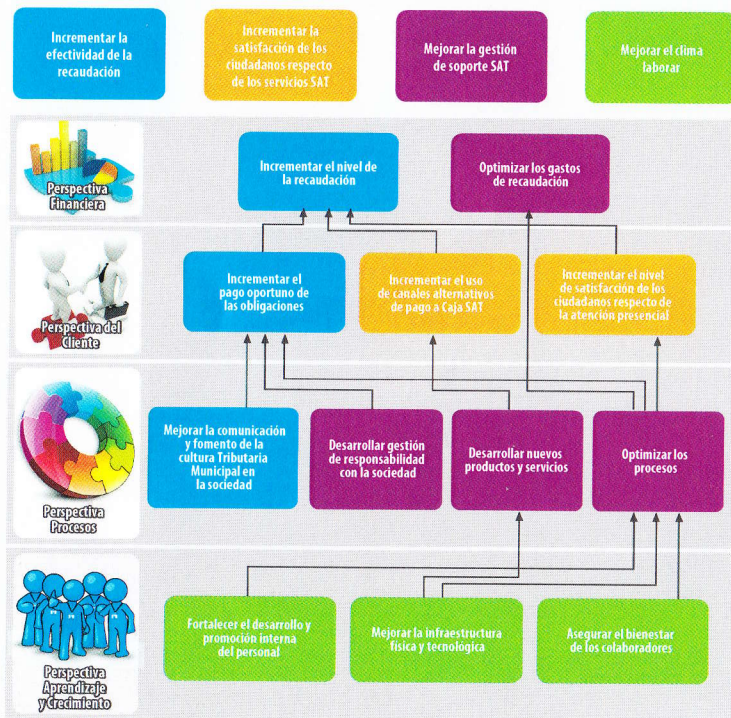 Incrementar la
efectividad de la
recaudación
Incrementar la
satisfacción de los
ciudadanos respecto
de los servicios SAT
Mejorar la gestión
de soporte SAT
Mejorar el clima
laborar
Perspectiva
Financiera
Incrementar el nivel de
la recaudación
Optimizar los gastos
de recaudación
Perspectiva del
Cliente
Incrementar el
pago oportuno de
las obligaciones
Incrementar el uso
de canales alternativos
de pago a Caja SAT
Incrementar el nivel
de satisfacción de los
ciudadanos respecto de
la atención presencial
Perspectiva
Procesos
Mejorar la comunicación
y fomento de la
cultura Tributaria
Municipal en
la sociedad
Desarrollar gestión
de responsabilidad
con la sociedad
Desarrollar nuevos
productos y servicios
Optimizar los
procesos
Perspectiva
Aprendizaje
y Crecimiento
Fortalecer el desarrollo y
promoción interna
del personal
Mejorar la infraestructura
física y tecnológica
Asegurar el bienestar
de los colaboradores